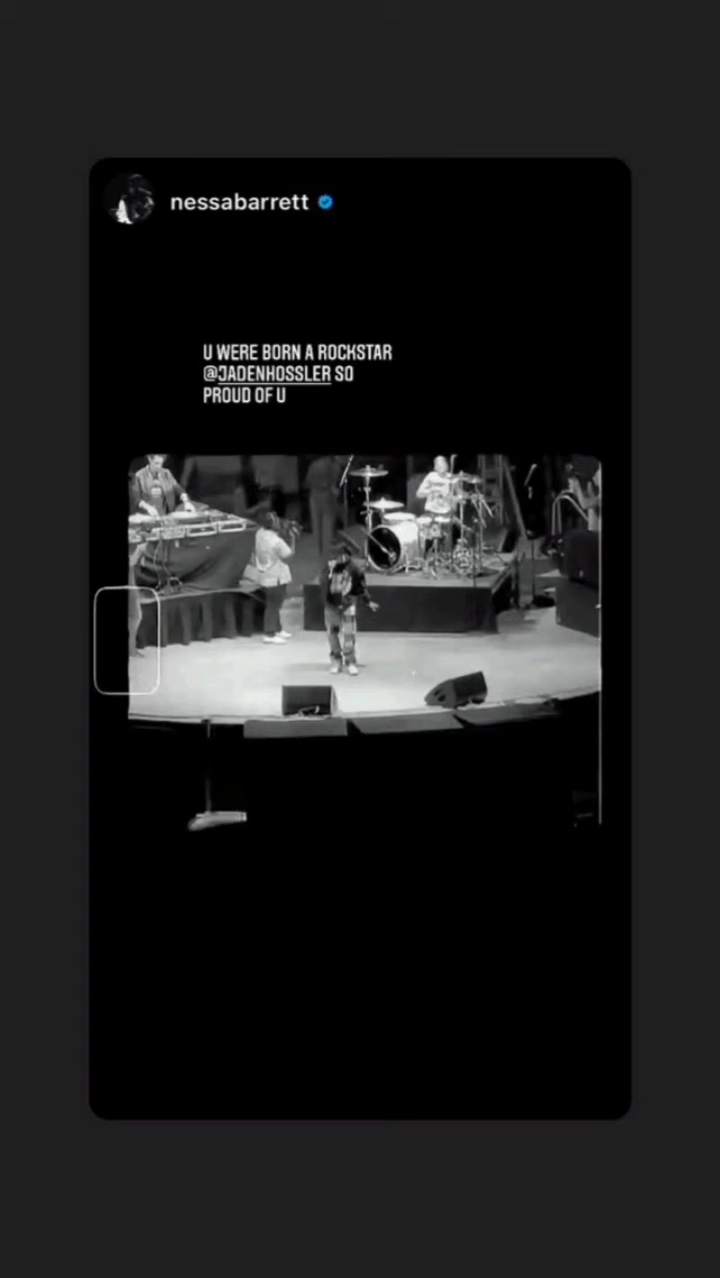 nessabarrett
U WERE BORN A ROCKSTAR
@JADENHOSSLER SO
PROUD OF U